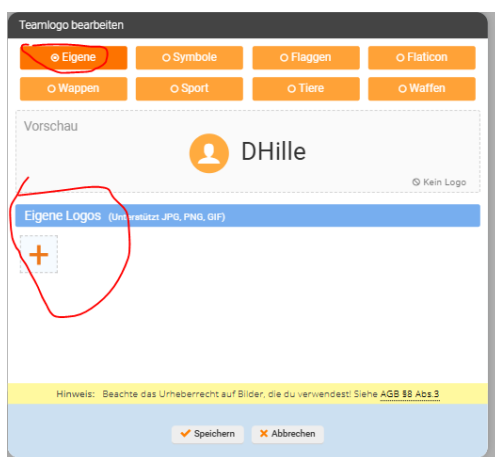 Teamlogo bearbeiten
Eigene Symbole Flaggen Flaticon
Wappen Sport Tiere Waffen
Vorschau
DHille
Kein Logo
Eigene Logos (Unterstützt JPG, PNG, GIF)
+
Hinweis: Beachte das Urheberrecht auf Bilder, die du verwendest! Siehe AGB §8 Abs.3
Speichern Abbrechen